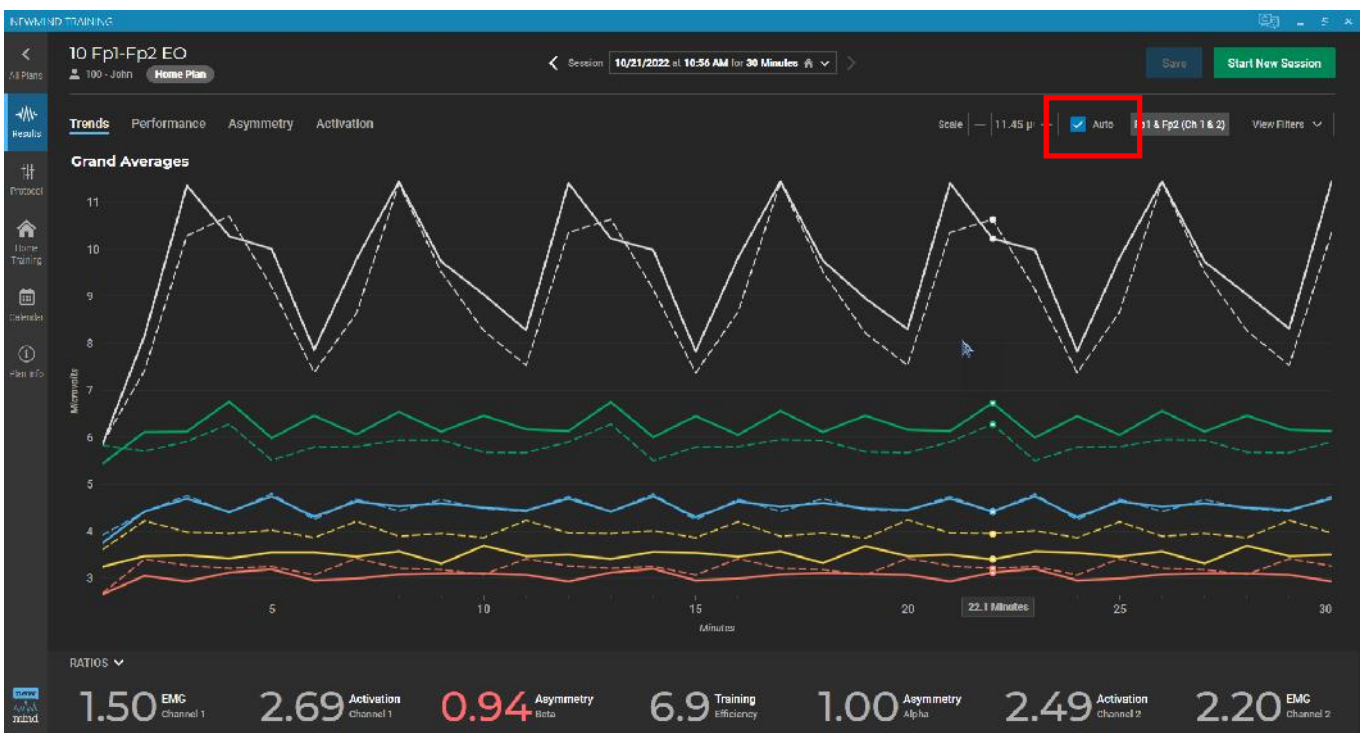 NEWMIND TRAINING
All Plans
10 Fp1-Fp2 EO
100 - John Home Plan
Session 10/21/2022 at 10:56 AM for 30 Minutes
Save
Start New Session
Results
Protocol
Home Training
Calendar
Plan Info
Trends Performance Asymmetry Activation
Scale 11.45 μ Auto p1 & Fp2 (Ch 1 & 2) View Filters
Grand Averages
11
10
9
8
7
6
5
4
3
Microvolts
5 10 15 20 22.1 Minutes 25 30
Minutes
RATIOS
1.50 EMG Channel 1
2.69 Activation Channel 1
0.94 Asymmetry Beta
6.9 Training Efficiency
1.00 Asymmetry Alpha
2.49 Activation Channel 2
2.20 EMG Channel 2
new
mind